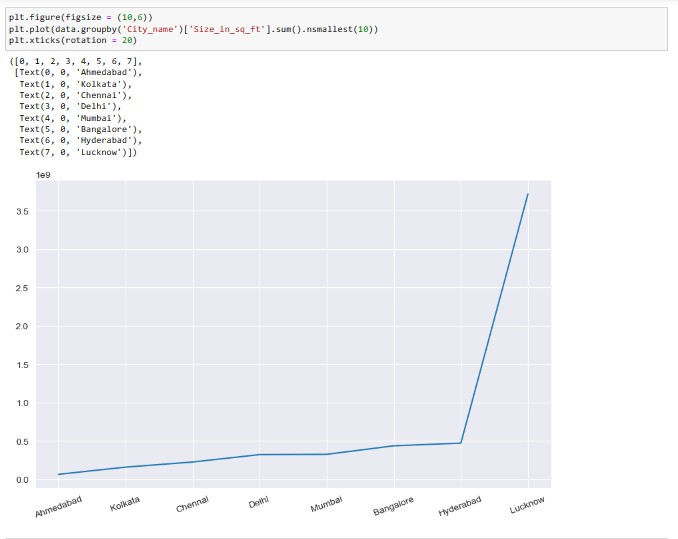 plt.figure(figsize = (10,6))
plt.plot(data.groupby('City_name')['Size_in_sq_ft'].sum().nsmallest(10))
plt.xticks(rotation = 20)
([0, 1, 2, 3, 4, 5, 6, 7],
[Text(0, 0, 'Ahmedabad'),
Text(1, 0, 'Kolkata'),
Text(2, 0, 'Chennai'),
Text(3, 0, 'Delhi'),
Text(4, 0, 'Mumbai'),
Text(5, 0, 'Bangalore'),
Text(6, 0, 'Hyderabad'),
Text(7, 0, 'Lucknow')])
1e9
3.5
3.0
2.5
2.0
1.5
1.0
0.5
0.0
Ahmedabad Kolkata Chennai Delhi Mumbai Bangalore Hyderabad Lucknow